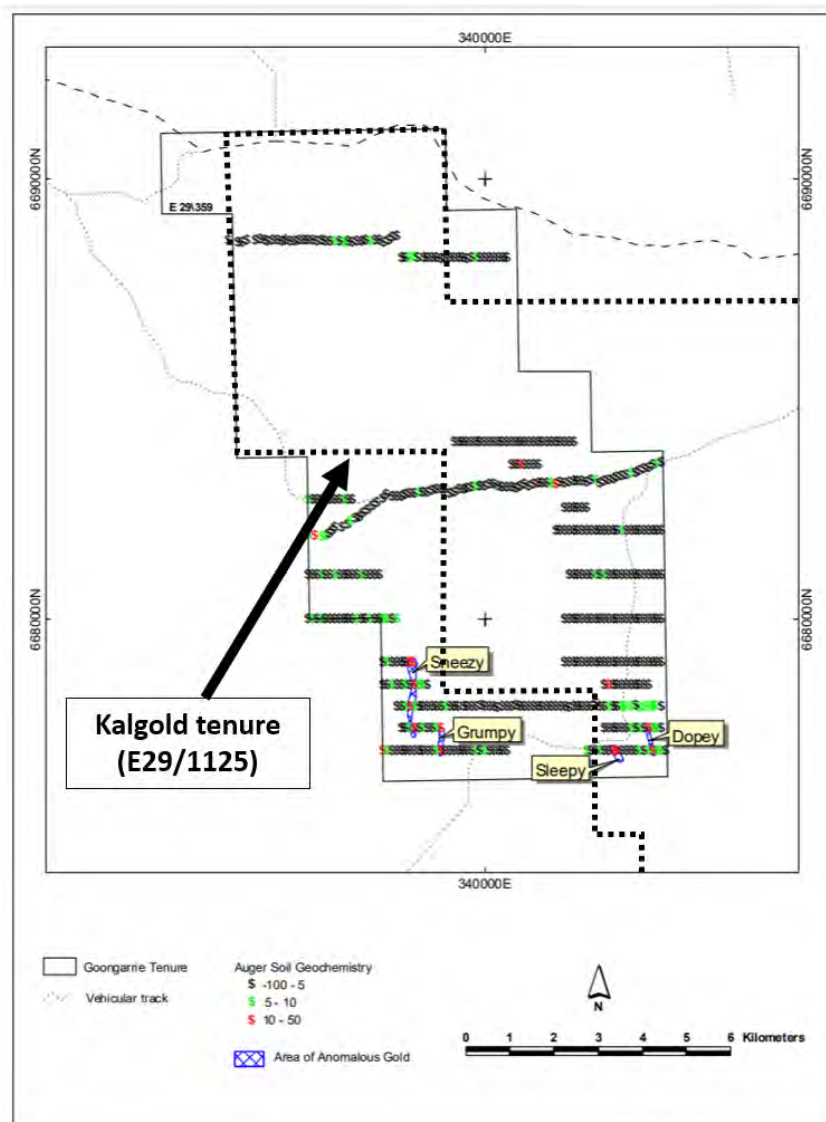 340000E
6690000N
6690000N
E 29\359
6680000N
6680000N
Sneezy
Grumpy
Dopey
Sleepy
Kalgold tenure
(E29/1125)
340000E
Goongarrie Tenure
Vehicular track
Auger Soil Geochemistry
$ -100 - 5
$ 5 - 10
$ 10 - 50
Area of Anomalous Gold
N
0 1 2 3 4 5 6 Kilometers